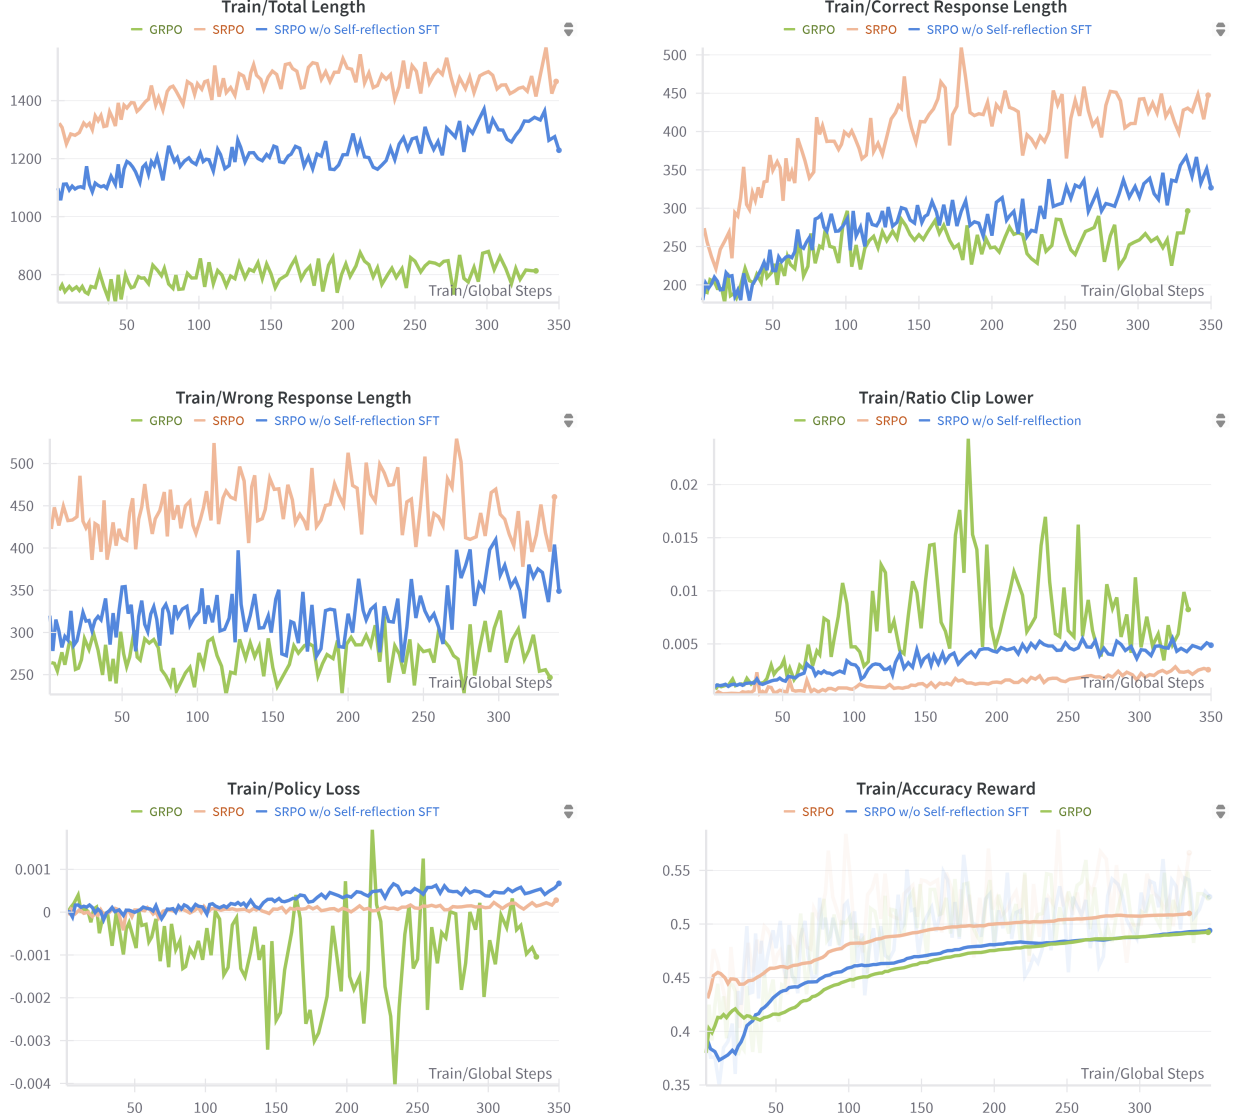 Train/Total Length
GRPO SRPO SRPO w/o Self-reflection SFT
1400
1200
1000
800
Train/Global Steps
50 100 150 200 250 300 350
Train/Correct Response Length
GRPO SRPO SRPO w/o Self-reflection SFT
500
450
400
350
300
250
200
Train/Global Steps
50 100 150 200 250 300 350
Train/Wrong Response Length
GRPO SRPO SRPO w/o Self-reflection SFT
500
450
400
350
300
250
Train/Global Steps
50 100 150 200 250 300
Train/Ratio Clip Lower
GRPO SRPO SRPO w/o Self-relflection
0.02
0.015
0.01
0.005
Train/Global Steps
50 100 150 200 250 300 350
Train/Policy Loss
GRPO SRPO SRPO w/o Self-reflection SFT
0.001
0
-0.001
-0.002
-0.003
-0.004
Train/Global Steps
50 100 150 200 250 300 350
Train/Accuracy Reward
SRPO SRPO w/o Self-reflection SFT GRPO
0.55
0.5
0.45
0.4
0.35
Train/Global Steps
50 100 150 200 250 300